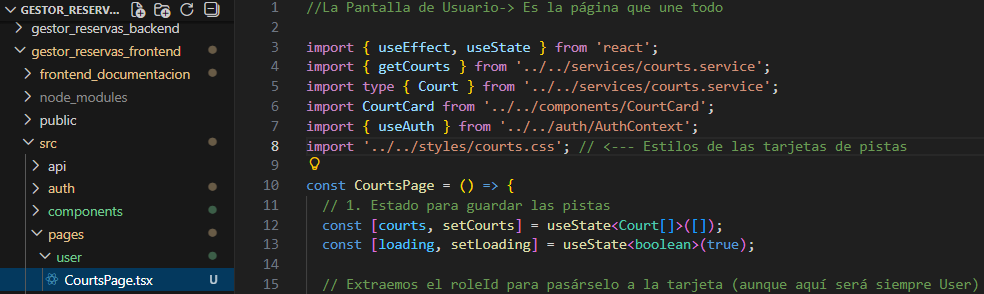 GESTOR_RESERV...
gestor_reservas_backend
gestor_reservas_frontend
frontend_documentacion
node_modules
public
src
api
auth
components
pages
user
CourtsPage.tsx U
1 //La Pantalla de Usuario-> Es la página que une todo
2
3 import { useEffect, useState } from 'react';
4 import { getCourts } from '../../services/courts.service';
5 import type { Court } from '../../services/courts.service';
6 import CourtCard from '../../components/CourtCard';
7 import { useAuth } from '../../auth/AuthContext';
8 import '../../styles/courts.css'; // <--- Estilos de las tarjetas de pistas
9
10 const CourtsPage = () => {
11 // 1. Estado para guardar las pistas
12 const [courts, setCourts] = useState<Court[]>([]);
13 const [loading, setLoading] = useState<boolean>(true);
14
15 // Extraemos el roleId para pasárselo a la tarjeta (aunque aquí será siempre User)